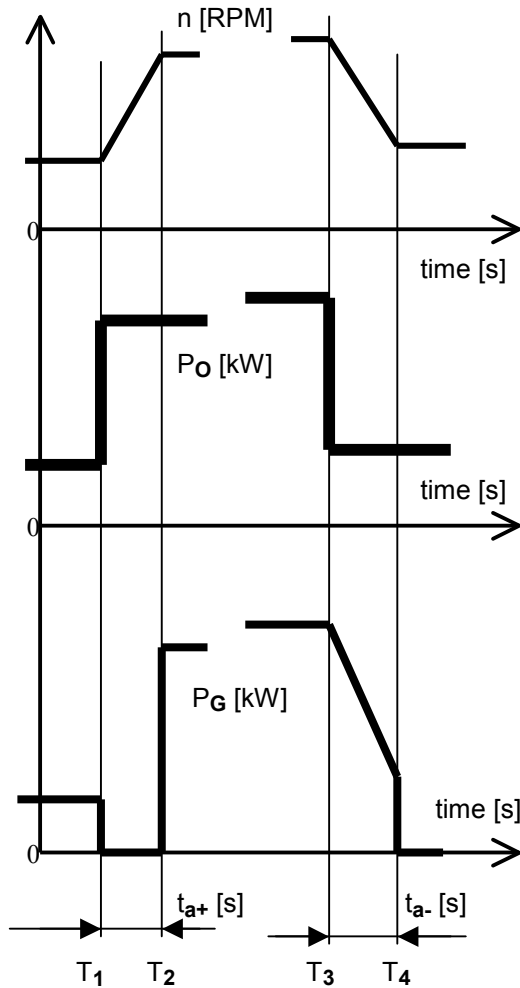 n [RPM]
0
time [s]
PO [kW]
time [s]
0
PG [kW]
time [s]
0
ta+ [s]
ta- [s]
T1
T2
T3
T4